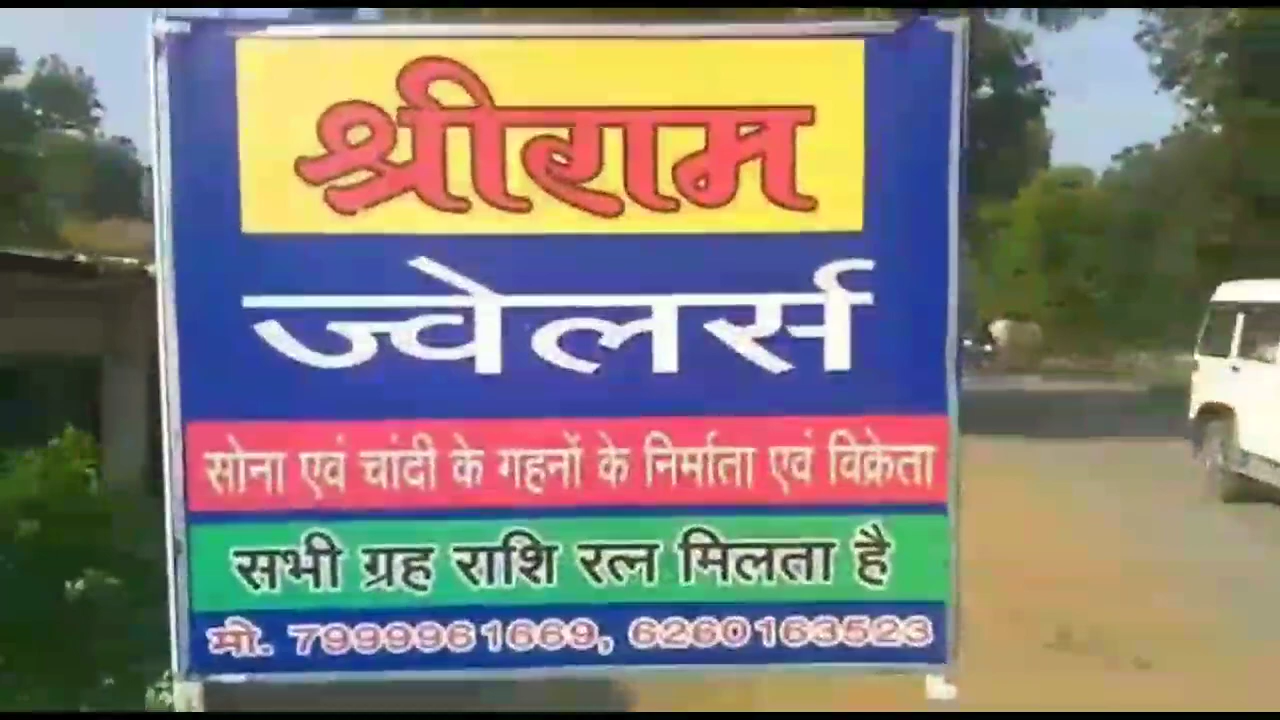 श्रीराम
ज्वेलर्स
सोना एवं चांदी के गहनों के निर्माता एवं विक्रेता
सभी ग्रह राशि रत्न मिलता है
मो. 7999961669, 6260163523